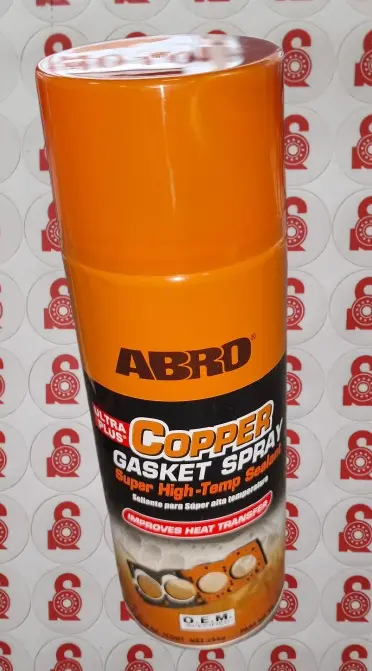 ABRO®
ULTRA
PLUS
COPPER
GASKET SPRAY
Super High-Temp Sealant
Sellante para Súper alta temperatura
IMPROVES HEAT TRANSFER
O.E.M.